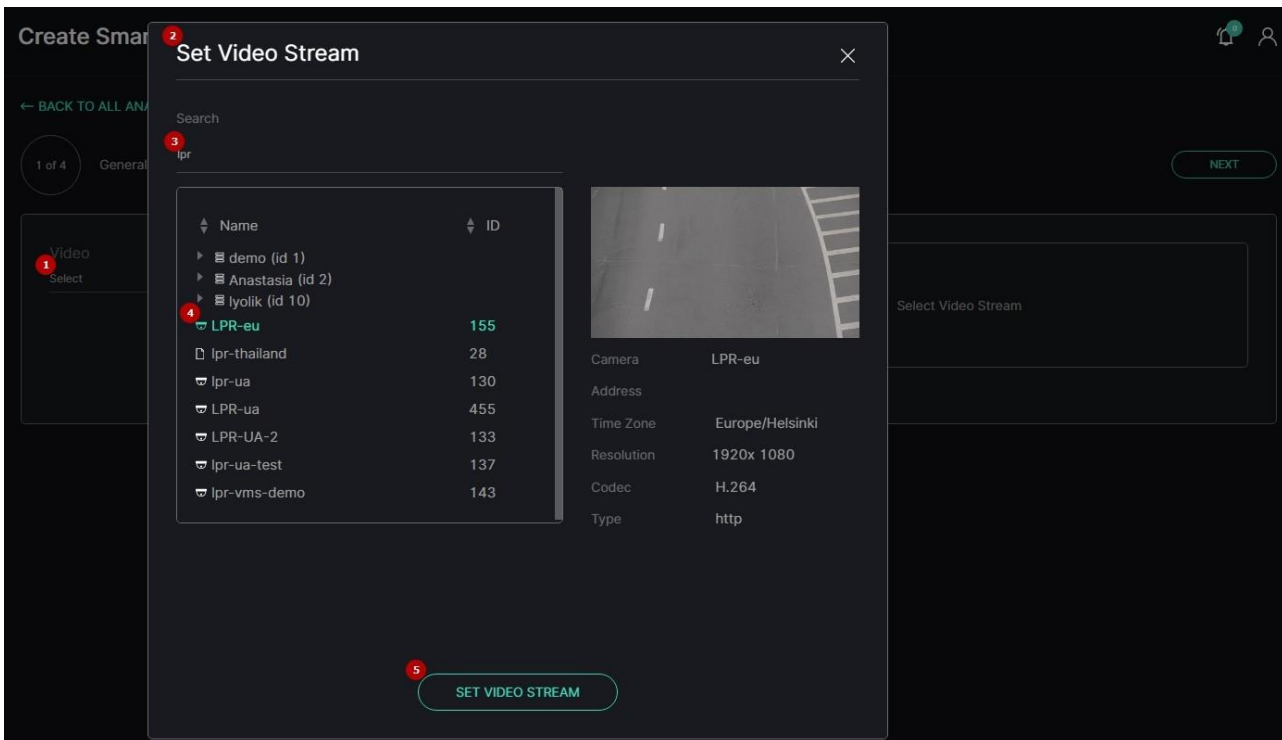 Create Smar
0
2
Set Video Stream
← BACK TO ALL ANA
Search
3
lpr
1 of 4
General
NEXT
Video
1
Select
Name
ID
demo (id 1)
Anastasia (id 2)
lyolik (id 10)
4
LPR-eu 155
lpr-thailand 28
lpr-ua 130
LPR-ua 455
LPR-UA-2 133
lpr-ua-test 137
lpr-vms-demo 143
Camera LPR-eu
Address
Time Zone Europe/Helsinki
Resolution 1920x 1080
Codec H.264
Type http
Select Video Stream
5
SET VIDEO STREAM